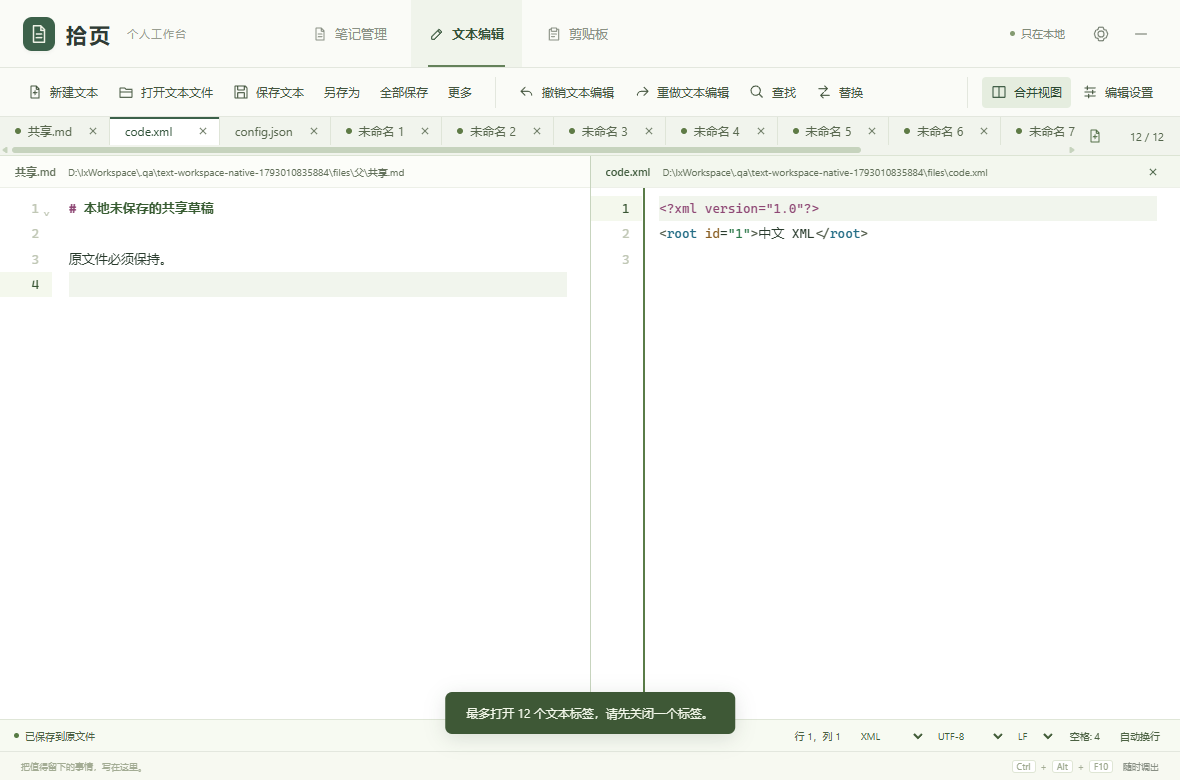 拾页 个人工作台 笔记管理 文本编辑 剪贴板 只在本地
新建文本 打开文本文件 保存文本 另存为 全部保存 更多 撤销文本编辑 重做文本编辑 查找 替换 合并视图 编辑设置
共享.md code.xml config.json 未命名 1 未命名 2 未命名 3 未命名 4 未命名 5 未命名 6 未命名 7 12 / 12
共享.md D:\lxWorkspace\.qa\text-workspace-native-1793010835884\files\父\共享.md
1 # 本地未保存的共享草稿
2
3 原文件必须保持。
4
code.xml D:\lxWorkspace\.qa\text-workspace-native-1793010835884\files\code.xml
1 <?xml version="1.0"?>
2 <root id="1">中文 XML</root>
3
最多打开 12 个文本标签，请先关闭一个标签。
已保存到原文件 行 1，列 1 XML UTF-8 LF 空格: 4 自动换行
把值得留下的事情，写在这里。 Ctrl + Alt + F10 随时调出